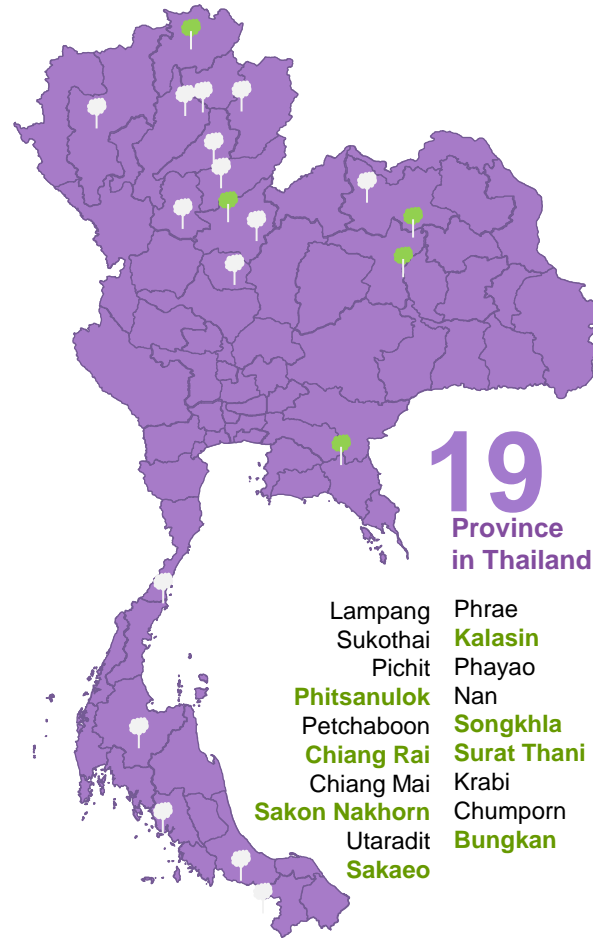 19
Province
in Thailand
Lampang
Sukothai
Pichit
Phitsanulok
Petchaboon
Chiang Rai
Chiang Mai
Sakon Nakhorn
Utaradit
Sakaeo
Phrae
Kalasin
Phayao
Nan
Songkhla
Surat Thani
Krabi
Chumporn
Bungkan